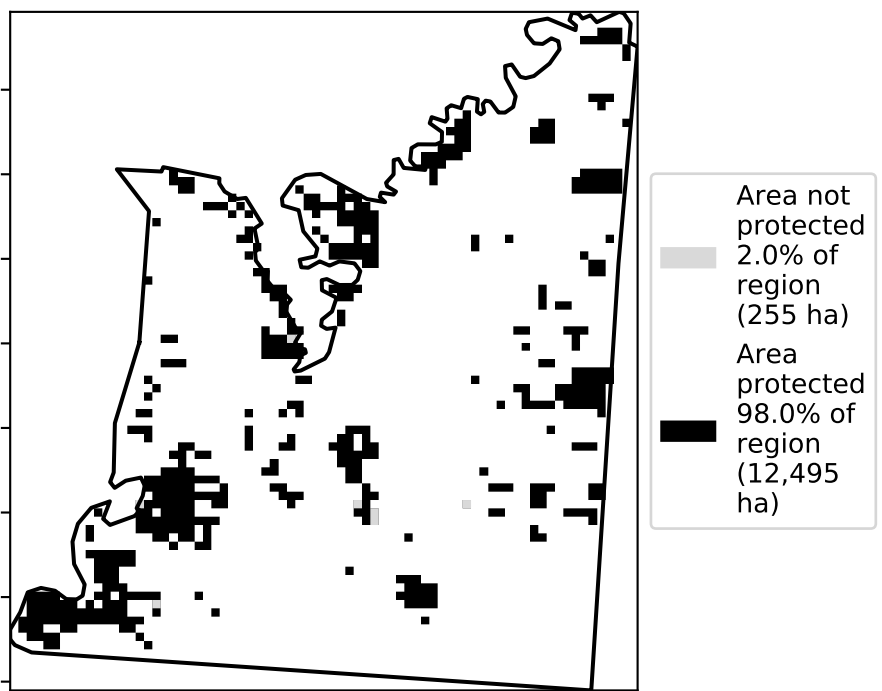 Area not
protected
2.0% of
region
(255 ha)
Area
protected
98.0% of
region
(12,495
ha)